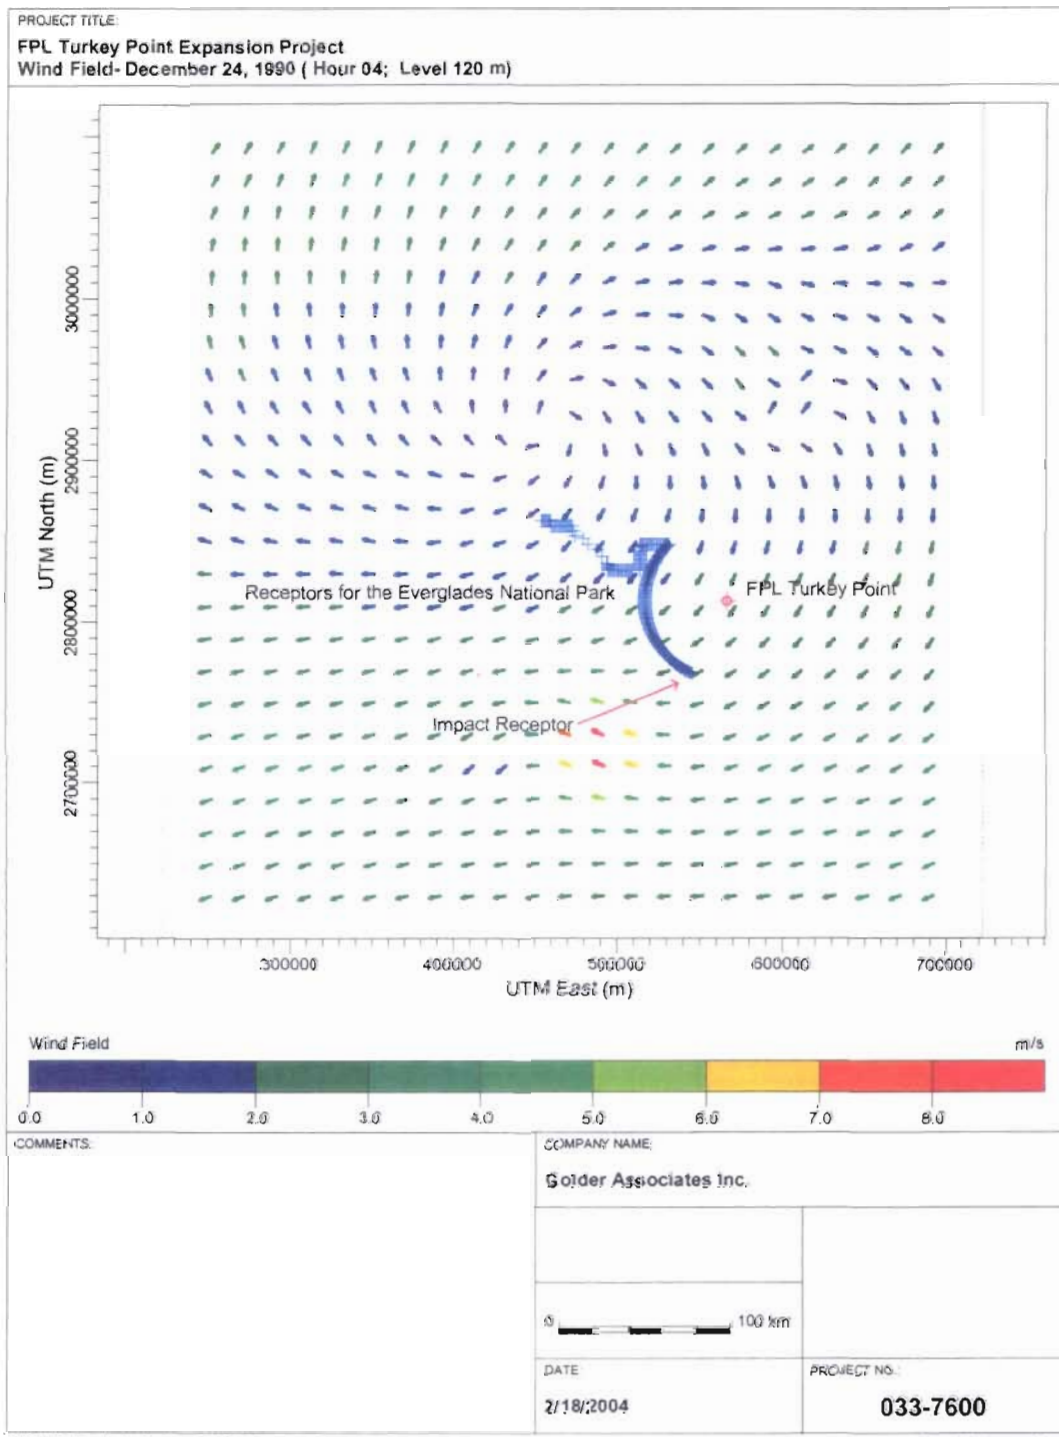 PROJECT TITLE:
FPL Turkey Point Expansion Project
Wind Field- December 24, 1990 ( Hour 04; Level 120 m)
3000000
2900000
2800000
2700000
UTM North (m)
Receptors for the Everglades National Park
FPL Turkey Point
Impact Receptor
300000 400000 500000 600000 700000
UTM East (m)
Wind Field m/s
0.0 1.0 2.0 3.0 4.0 5.0 6.0 7.0 8.0
COMMENTS:
COMPANY NAME:
Golder Associates Inc.
0 100 km
DATE
2/18/2004
PROJECT NO.:
033-7600